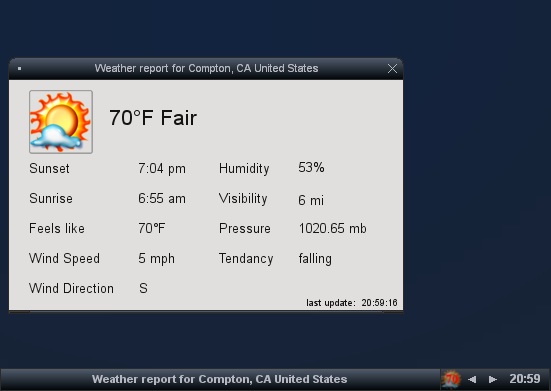 Weather report for Compton, CA United States
70°F Fair
Sunset 7:04 pm Humidity 53%
Sunrise 6:55 am Visibility 6 mi
Feels like 70°F Pressure 1020.65 mb
Wind Speed 5 mph Tendancy falling
Wind Direction S
last update: 20:59:16
Weather report for Compton, CA United States 70 20:59